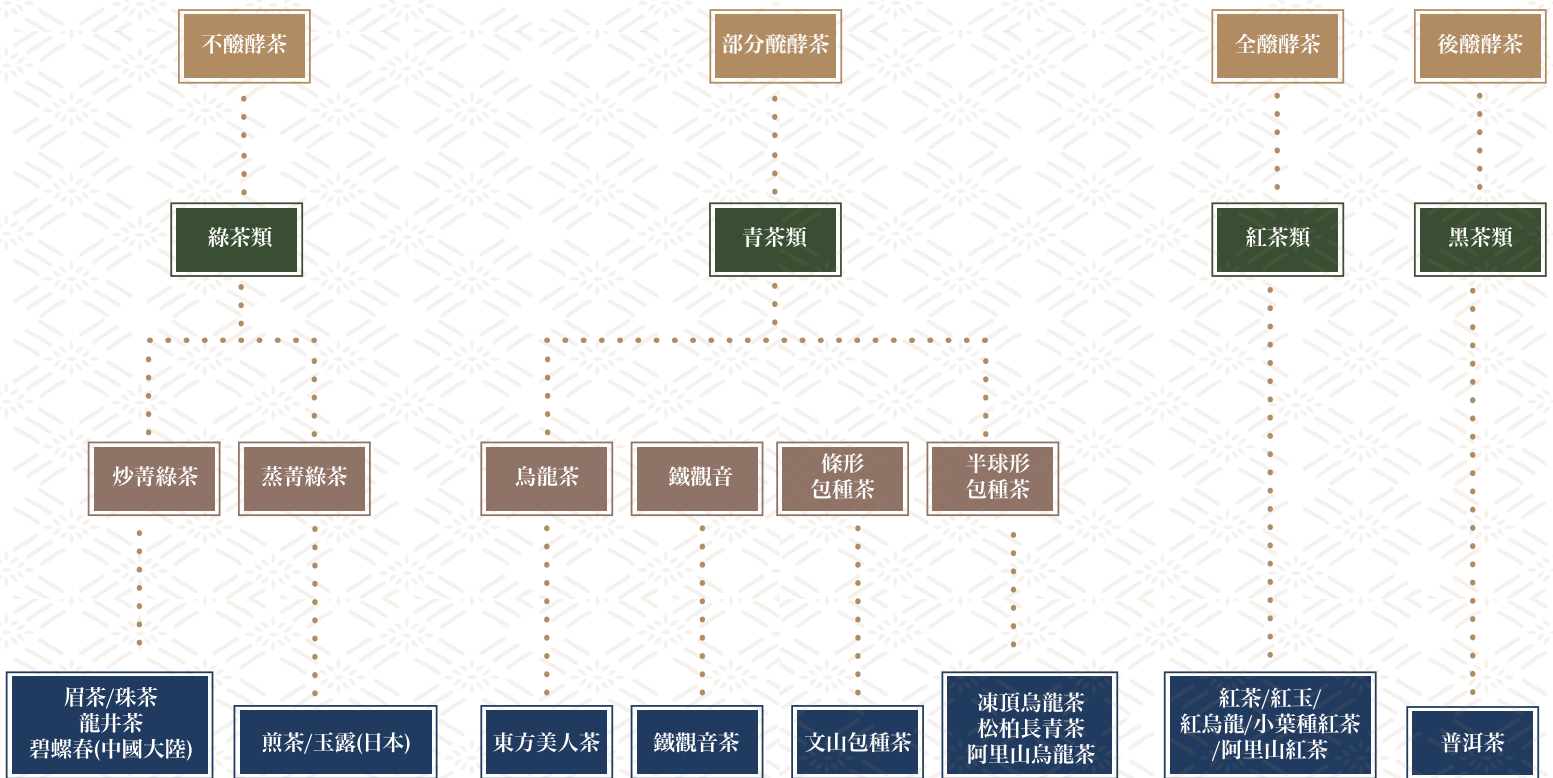 不醱酵茶
部分醗酵茶
全醱酵茶
後醱酵茶
綠茶類
青茶類
紅茶類
黑茶類
炒菁綠茶
蒸菁綠茶
烏龍茶
鐵觀音
條形
包種茶
半球形
包種茶
眉茶/珠茶
龍井茶
碧螺春(中國大陸)
煎茶/玉露(日本)
東方美人茶
鐵觀音茶
文山包種茶
凍頂烏龍茶
松柏長青茶
阿里山烏龍茶
紅茶/紅玉/
紅烏龍/小葉種紅茶
/阿里山紅茶
普洱茶